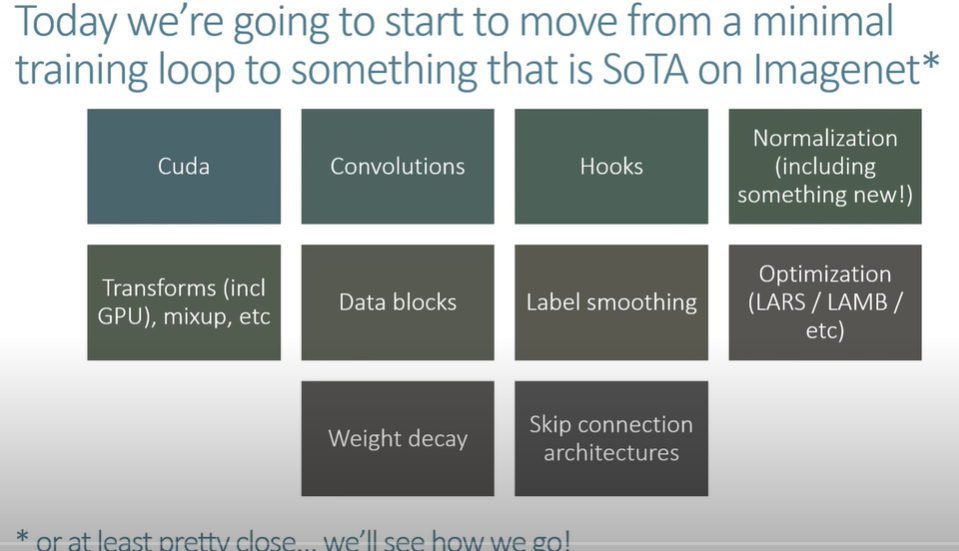 Today we’re going to start to move from a minimal
training loop to something that is SoTA on Imagenet*
Cuda
Convolutions
Hooks
Normalization
(including
something new!)
Transforms (incl
GPU), mixup, etc
Data blocks
Label smoothing
Optimization
(LARS / LAMB /
etc)
Weight decay
Skip connection
architectures
* or at least pretty close... we’ll see how we go!